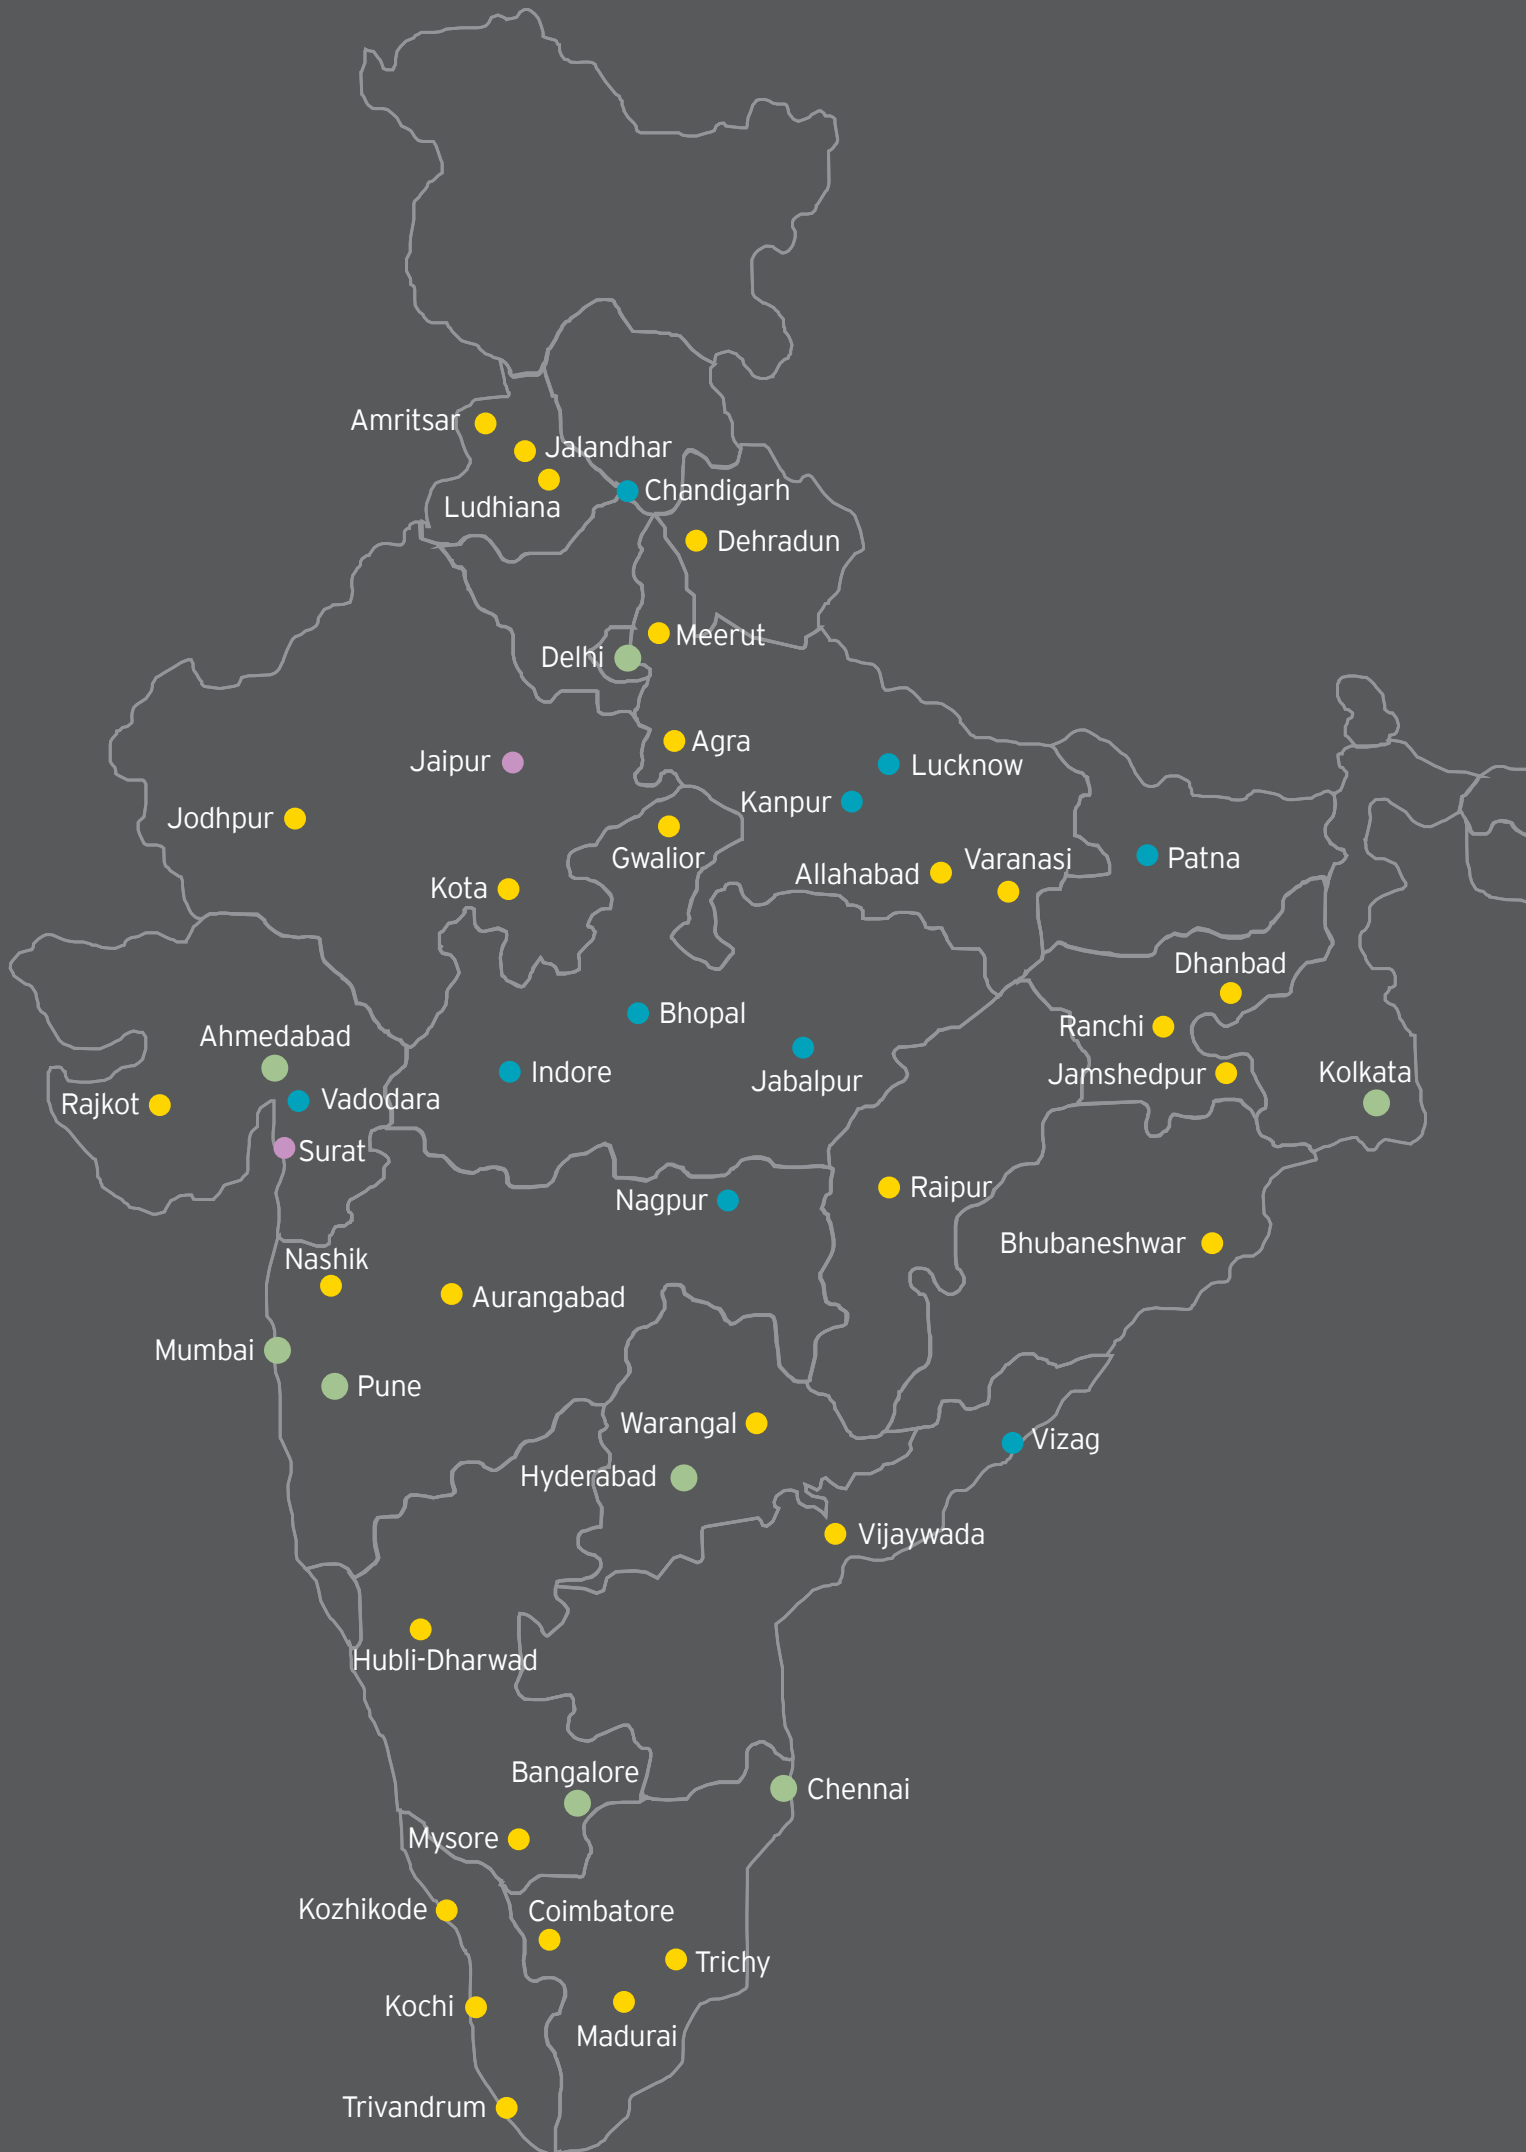 Amritsar
Jalandhar
Chandigarh
Ludhiana
Dehradun
Meerut
Delhi
Agra
Jaipur
Lucknow
Kanpur
Jodhpur
Gwalior
Varanasi
Patna
Allahabad
Kota
Dhanbad
Bhopal
Ranchi
Ahmedabad
Indore
Jabalpur
Jamshedpur
Kolkata
Vadodara
Rajkot
Surat
Raipur
Nagpur
Bhubaneshwar
Nashik
Aurangabad
Mumbai
Pune
Warangal
Vizag
Hyderabad
Vijaywada
Hubli-Dharwad
Bangalore
Chennai
Mysore
Kozhikode
Coimbatore
Trichy
Kochi
Madurai
Trivandrum